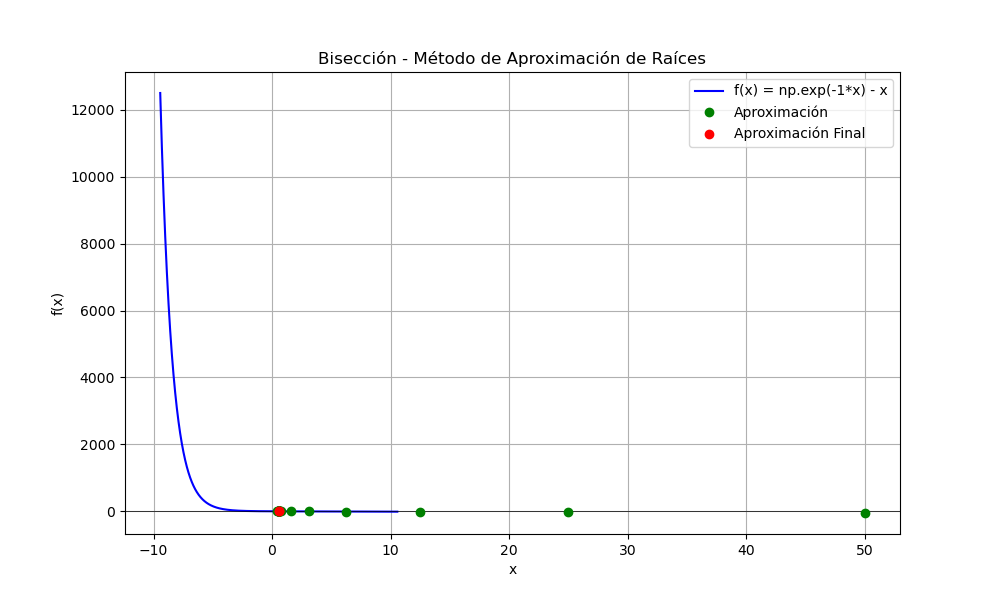 Bisección - Método de Aproximación de Raíces
f(x) = np.exp(-1*x) - x
Aproximación
Aproximación Final
12000
10000
8000
6000
4000
2000
0
f(x)
−10
0
10
20
30
40
50
x